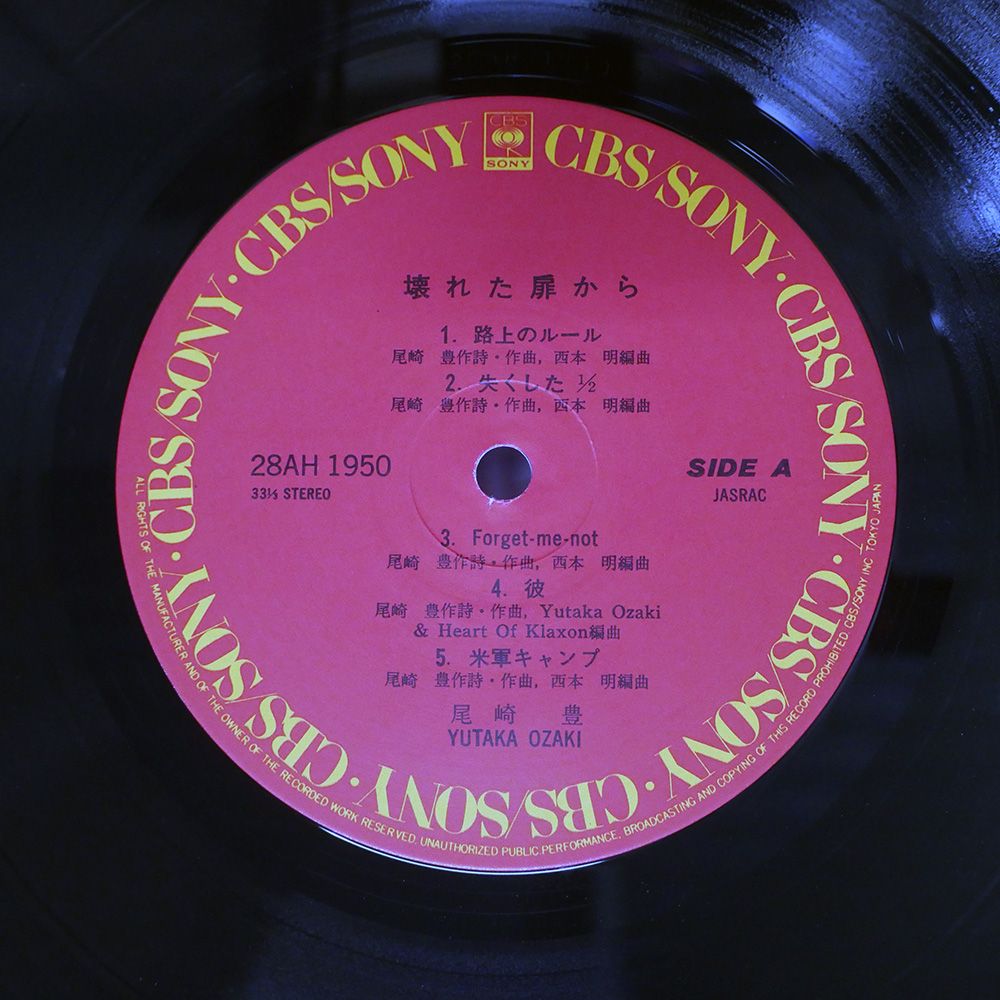 CBS
SONY
CBS/SONY · CBS/SONY · CBS/SONY · CBS/SONY · CBS/SONY · CBS/SONY · CBS/SONY · CBS/SONY
壊れた扉から
1. 路上のルール
尾崎 豊作詩・作曲, 西本 明編曲
2. 失くした 1/2
尾崎 豊作詩・作曲, 西本 明編曲
28AH 1950
33⅓ STEREO
SIDE A
JASRAC
3. Forget-me-not
尾崎 豊作詩・作曲, 西本 明編曲
4. 彼
尾崎 豊作詩・作曲, Yutaka Ozaki
& Heart Of Klaxon編曲
5. 米軍キャンプ
尾崎 豊作詩・作曲, 西本 明編曲
尾崎 豊
YUTAKA OZAKI
ALL RIGHTS OF THE MANUFACTURER AND OF THE OWNER OF THE RECORDED WORK RESERVED. UNAUTHORIZED PUBLIC PERFORMANCE, BROADCASTING AND COPYING OF THIS RECORD PROHIBITED. CBS/SONY INC. TOKYO JAPAN